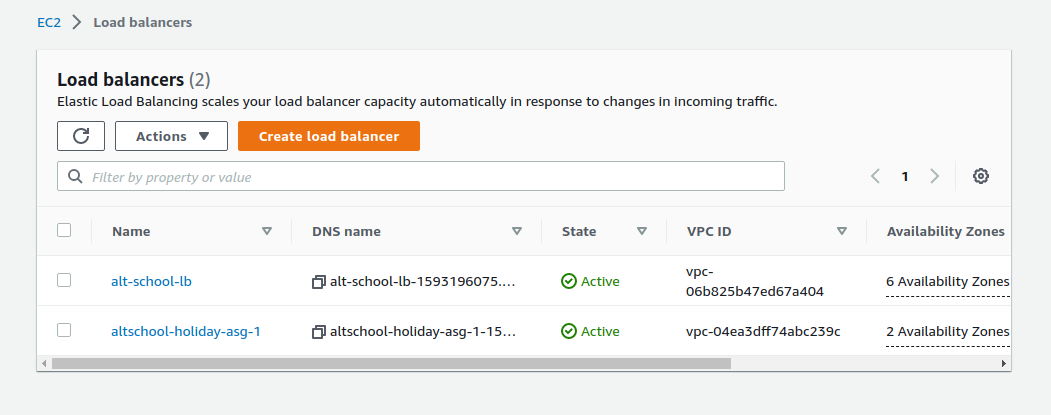 EC2 Load balancers
Load balancers (2)
Elastic Load Balancing scales your load balancer capacity automatically in response to changes in incoming traffic.
Actions Create load balancer
Filter by property or value
1
Name DNS name State VPC ID Availability Zones
alt-school-lb alt-school-lb-1593196075.... Active vpc-
06b825b47ed67a404 6 Availability Zones
altschool-holiday-asg-1 altschool-holiday-asg-1-15... Active vpc-04ea3dff74abc239c 2 Availability Zones